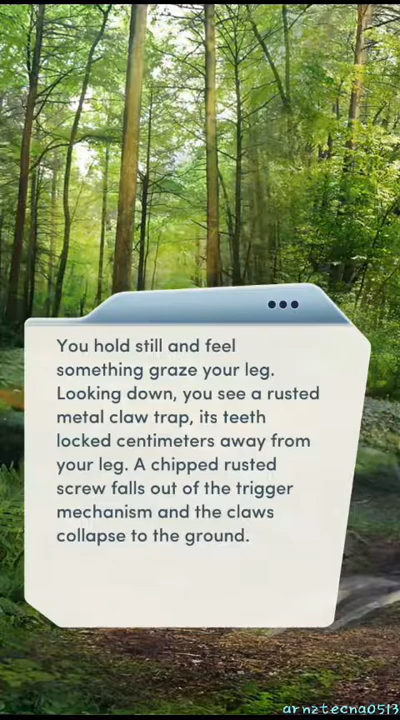 You hold still and feel
something graze your leg.
Looking down, you see a rusted
metal claw trap, its teeth
locked centimeters away from
your leg. A chipped rusted
screw falls out of the trigger
mechanism and the claws
collapse to the ground.
arnztecna0513